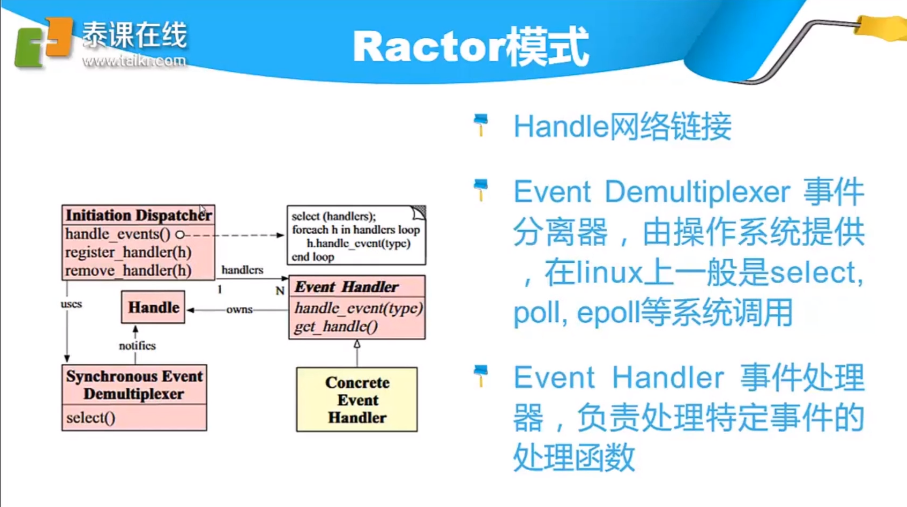 泰课在线
www.taikr.com
Ractor模式
Handle网络链接
Event Demultiplexer 事件
分离器，由操作系统提供
，在linux上一般是select,
poll, epoll等系统调用
Event Handler 事件处理
器，负责处理特定事件的
处理函数
Initiation Dispatcher
handle_events()
register_handler(h)
remove_handler(h)
select (handlers);
foreach h in handlers loop
h.handle_event(type)
end loop
handlers
1
N
uses
Handle
owns
Event Handler
handle_event(type)
get_handle()
notifies
Synchronous Event
Demultiplexer
select()
Concrete
Event
Handler